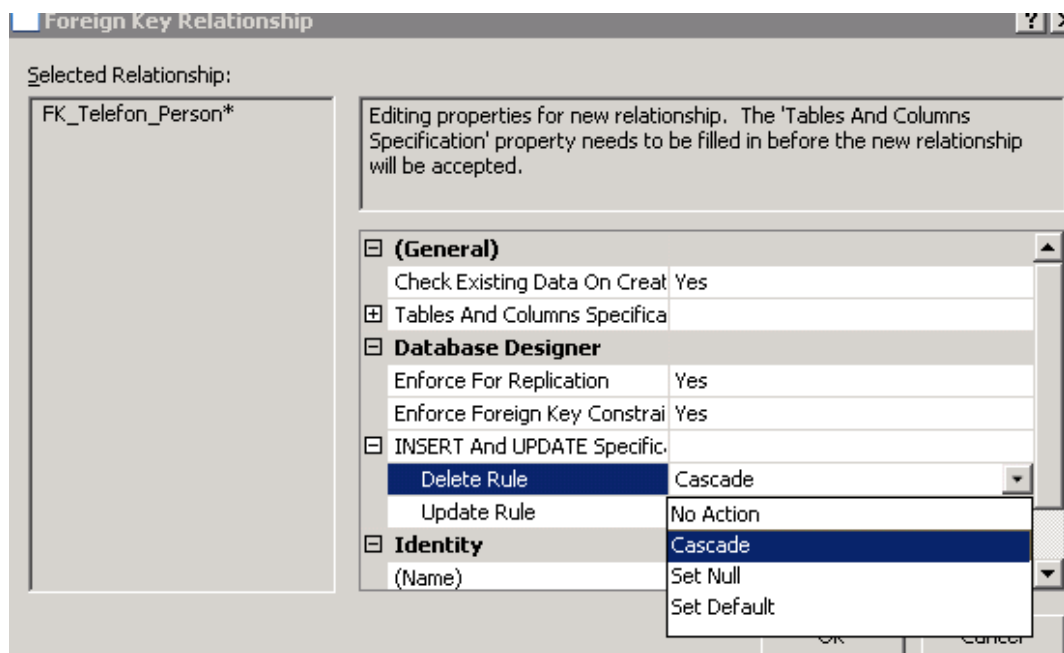 Foreign Key Relationship
?
Selected Relationship:
FK_Telefon_Person*
Editing properties for new relationship. The 'Tables And Columns
Specification' property needs to be filled in before the new relationship
will be accepted.
(General)
Check Existing Data On Creat Yes
Tables And Columns Specifica
Database Designer
Enforce For Replication Yes
Enforce Foreign Key Constrai Yes
INSERT And UPDATE Specific
Delete Rule Cascade
Update Rule
No Action
Cascade
Set Null
Set Default
Identity
(Name)
OK Cancel